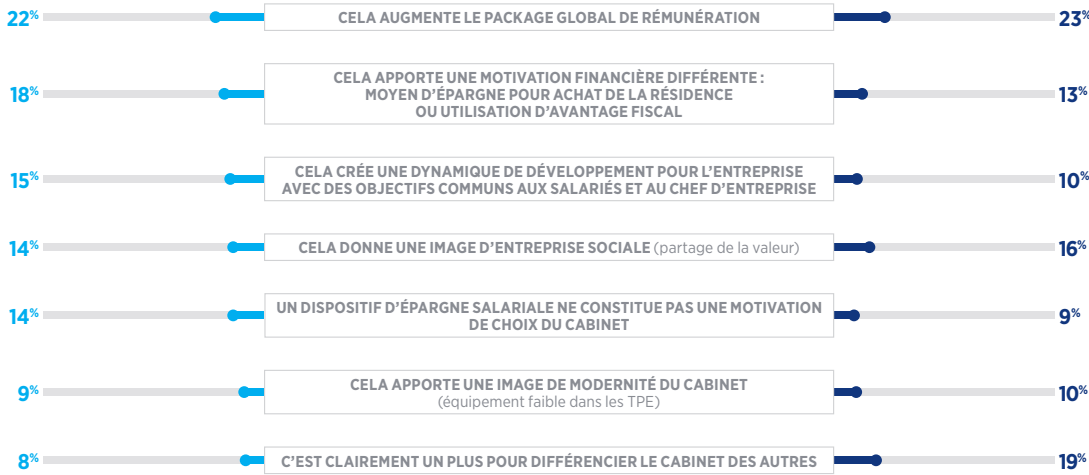 22% CELA AUGMENTE LE PACKAGE GLOBAL DE RÉMUNÉRATION 23%
CELA APPORTE UNE MOTIVATION FINANCIÈRE DIFFÉRENTE :
18% MOYEN D'ÉPARGNE POUR ACHAT DE LA RÉSIDENCE 13%
OU UTILISATION D'AVANTAGE FISCAL
CELA CRÉE UNE DYNAMIQUE DE DÉVELOPPEMENT POUR L'ENTREPRISE
15% 10%
AVEC DES OBJECTIFS COMMUNS AUX SALARIÉS ET AU CHEF D'ENTREPRISE
14% CELA DONNE UNE IMAGE D'ENTREPRISE SOCIALE (partage de la valeur) 16%
UN DISPOSITIF D'ÉPARGNE SALARIALE NE CONSTITUE PAS UNE MOTIVATION
14% 9%
DE CHOIX DU CABINET
CELA APPORTE UNE IMAGE DE MODERNITÉ DU CABINET
9% 10%
(équipement faible dans les TPE)
8% C'EST CLAIREMENT UN PLUS POUR DIFFÉRENCIER LE CABINET DES AUTRES 19%